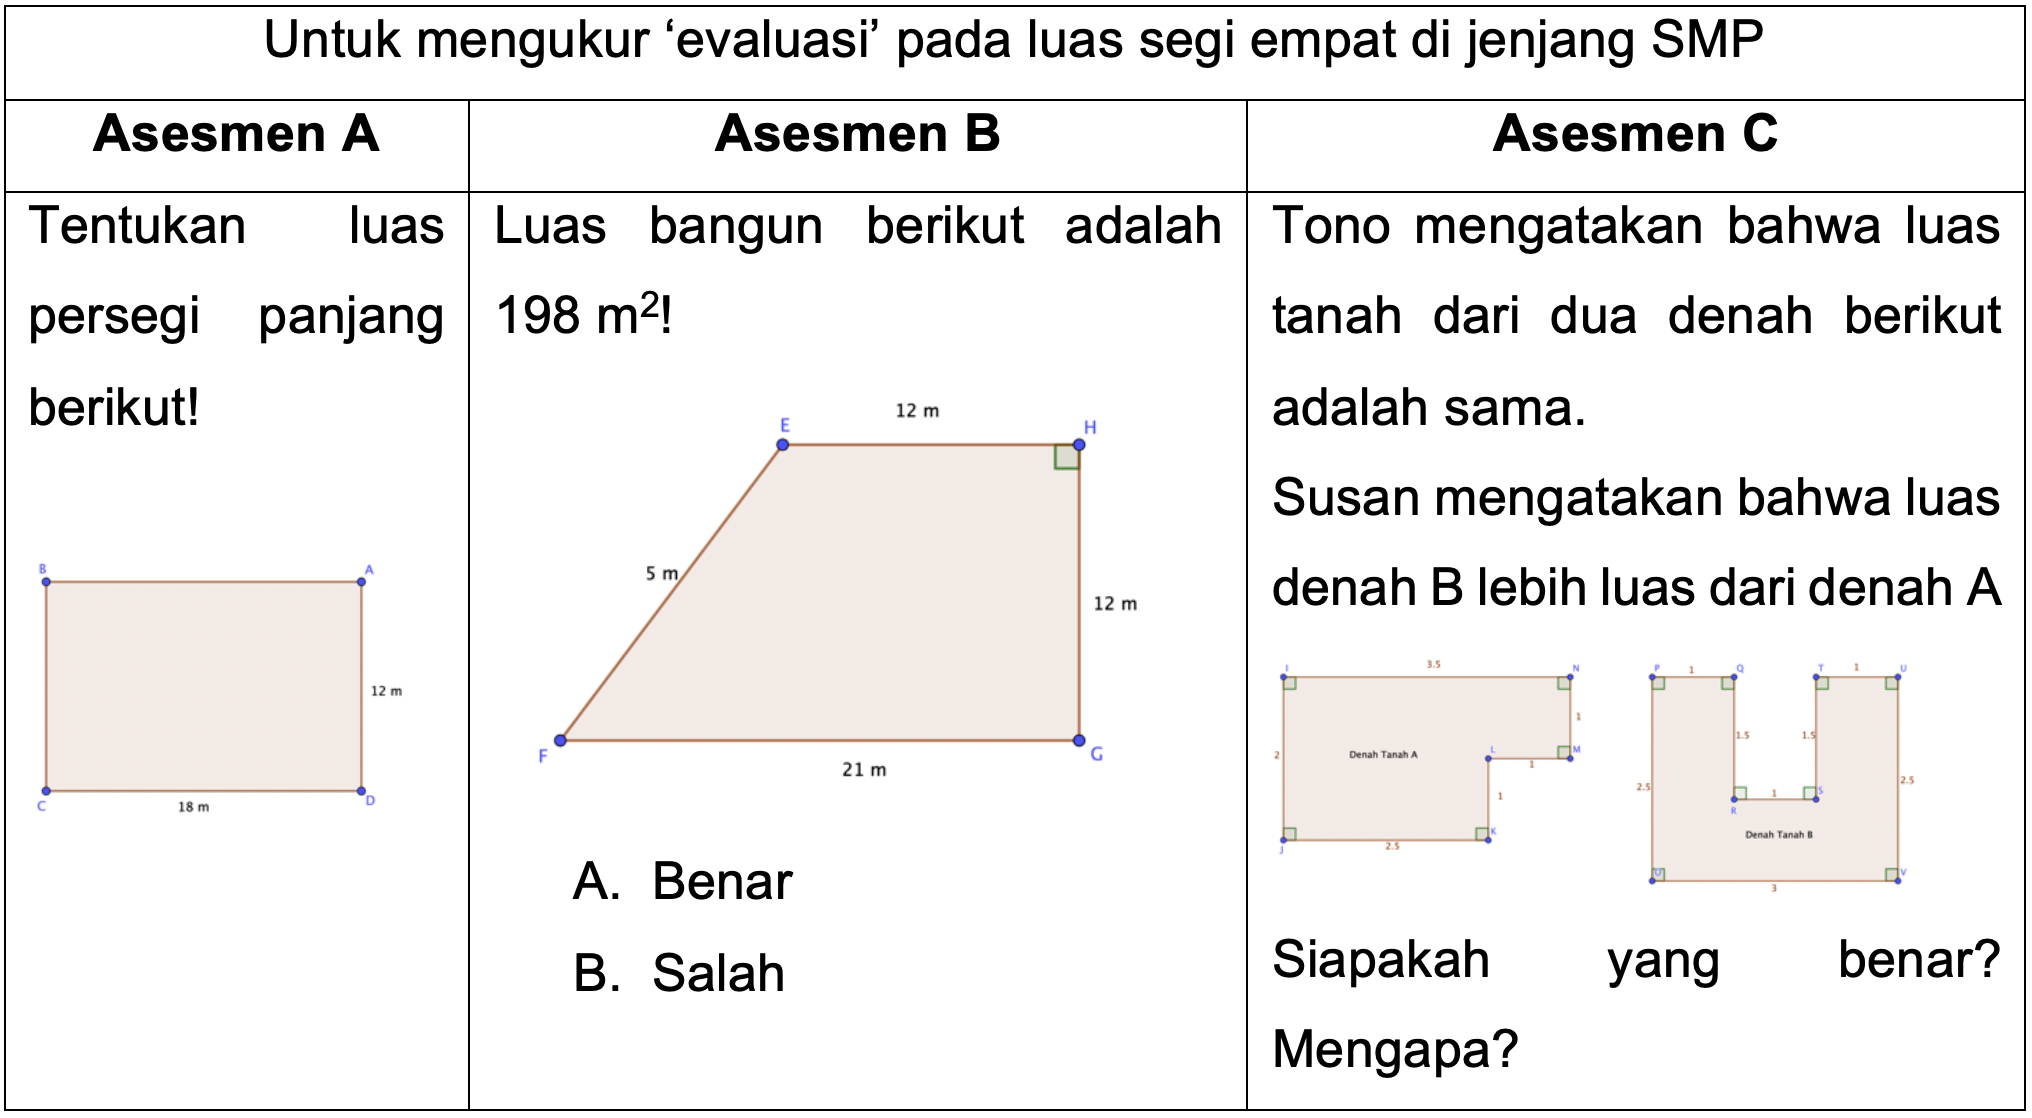 Untuk mengukur ‘evaluasi’ pada luas segi empat di jenjang SMP
Asesmen A
Asesmen B
Asesmen C
Tentukan luas
persegi panjang
berikut!
B
A
12 m
C
18 m
D
Luas bangun berikut adalah
198 m²!
12 m
E
H
5 m
12 m
F
G
21 m
A. Benar
B. Salah
Tono mengatakan bahwa luas
tanah dari dua denah berikut
adalah sama.
Susan mengatakan bahwa luas
denah B lebih luas dari denah A
I
3.5
N
1
2
Denah Tanah A
L
M
1
1
K
J
2.5
P
1
Q
T
1
U
1.5
1.5
2.5
2.5
1
S
R
Denah Tanah B
U
V
3
Siapakah yang benar?
Mengapa?